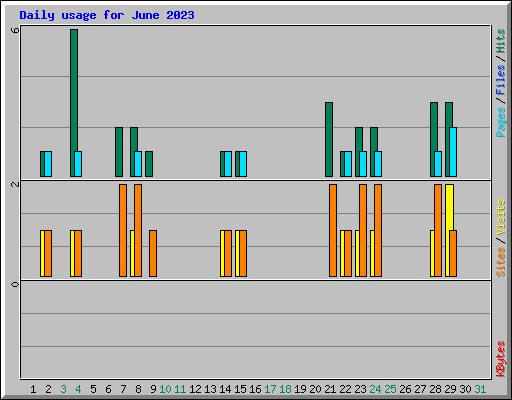 Daily usage for June 2023
6
2
0
Pages / Files / Hits
Sites / Visits
KBytes
1 2 3 4 5 6 7 8 9 10 11 12 13 14 15 16 17 18 19 20 21 22 23 24 25 26 27 28 29 30 31